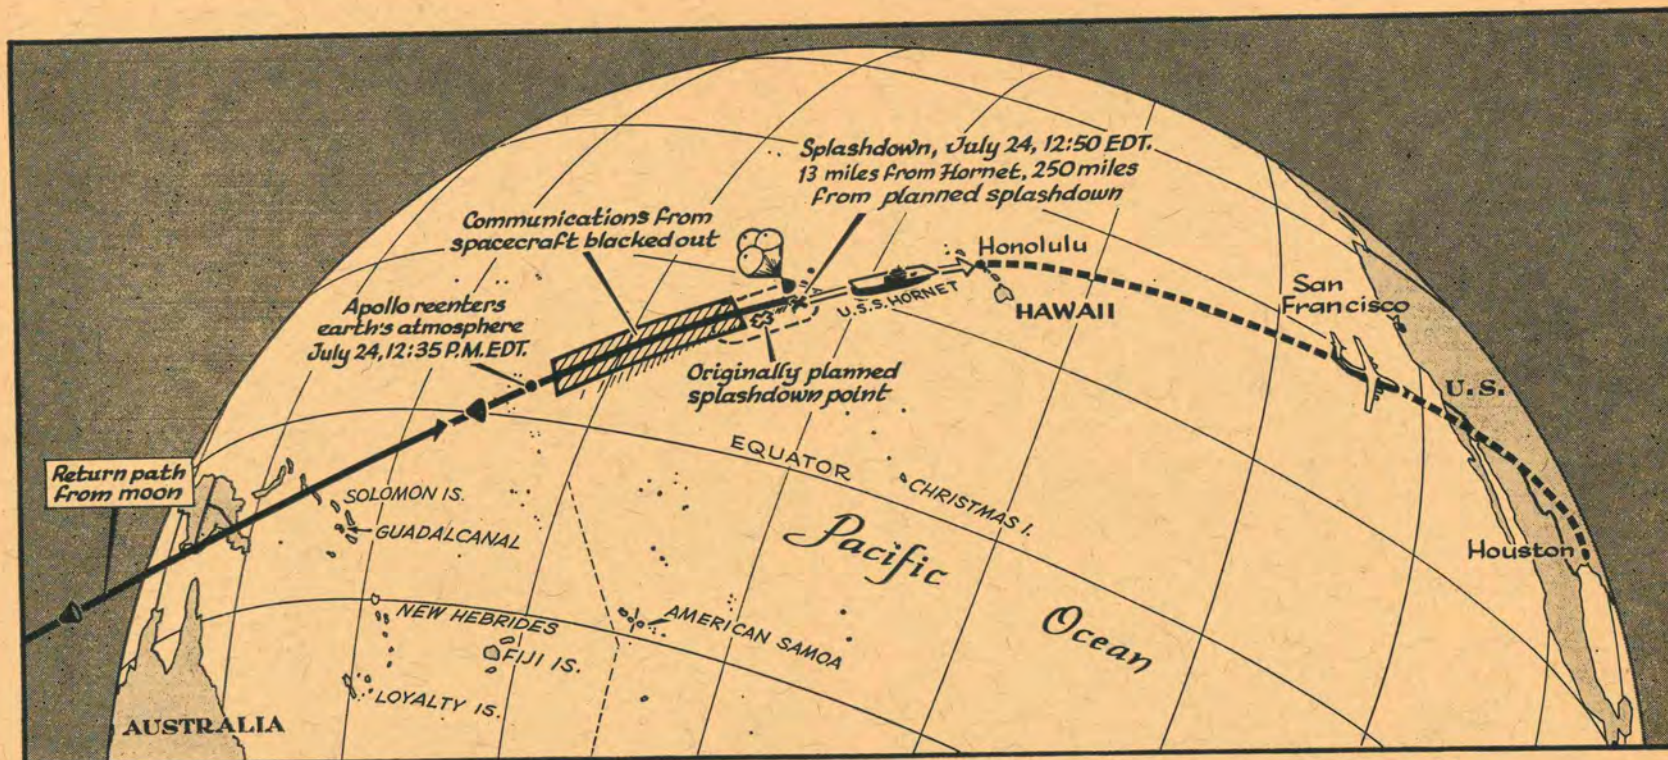 Splashdown, July 24, 12:50 EDT.
13 miles from Hornet, 250 miles
from planned splashdown
Communications from
spacecraft blacked out
Honolulu
Apollo reenters
earth's atmosphere
July 24, 12:35 P.M. EDT.
U.S.S. HORNET
HAWAII
San
Francisco
Originally planned
splashdown point
U.S.
Return path
from moon
EQUATOR
SOLOMON IS.
GUADALCANAL
CHRISTMAS I.
Pacific
Ocean
Houston
NEW HEBRIDES
AMERICAN SAMOA
FIJI IS.
LOYALTY IS.
AUSTRALIA